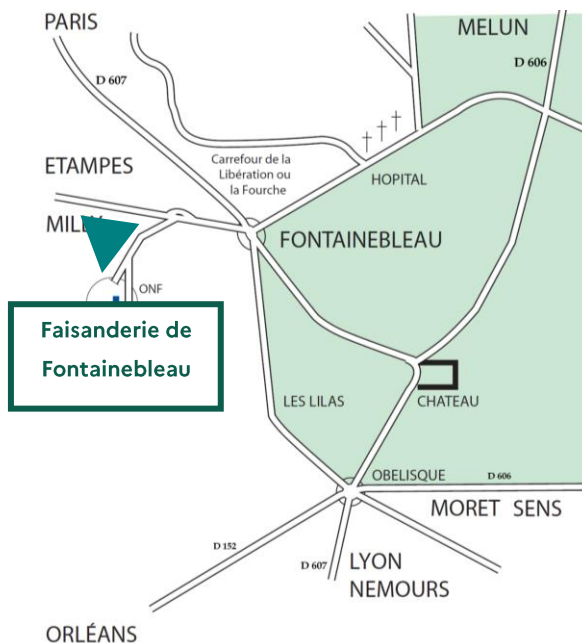 PARIS
MELUN
D 606
D 607
Carrefour de la
Libération ou
la Fourche
ETAMPES
HOPITAL
FONTAINEBLEAU
ONF
Faisanderie de
Fontainebleau
LES LILAS
CHATEAU
OBELISQUE
D 606
MORET SENS
D 152
D 607
LYON
NEMOURS
ORLÉANS